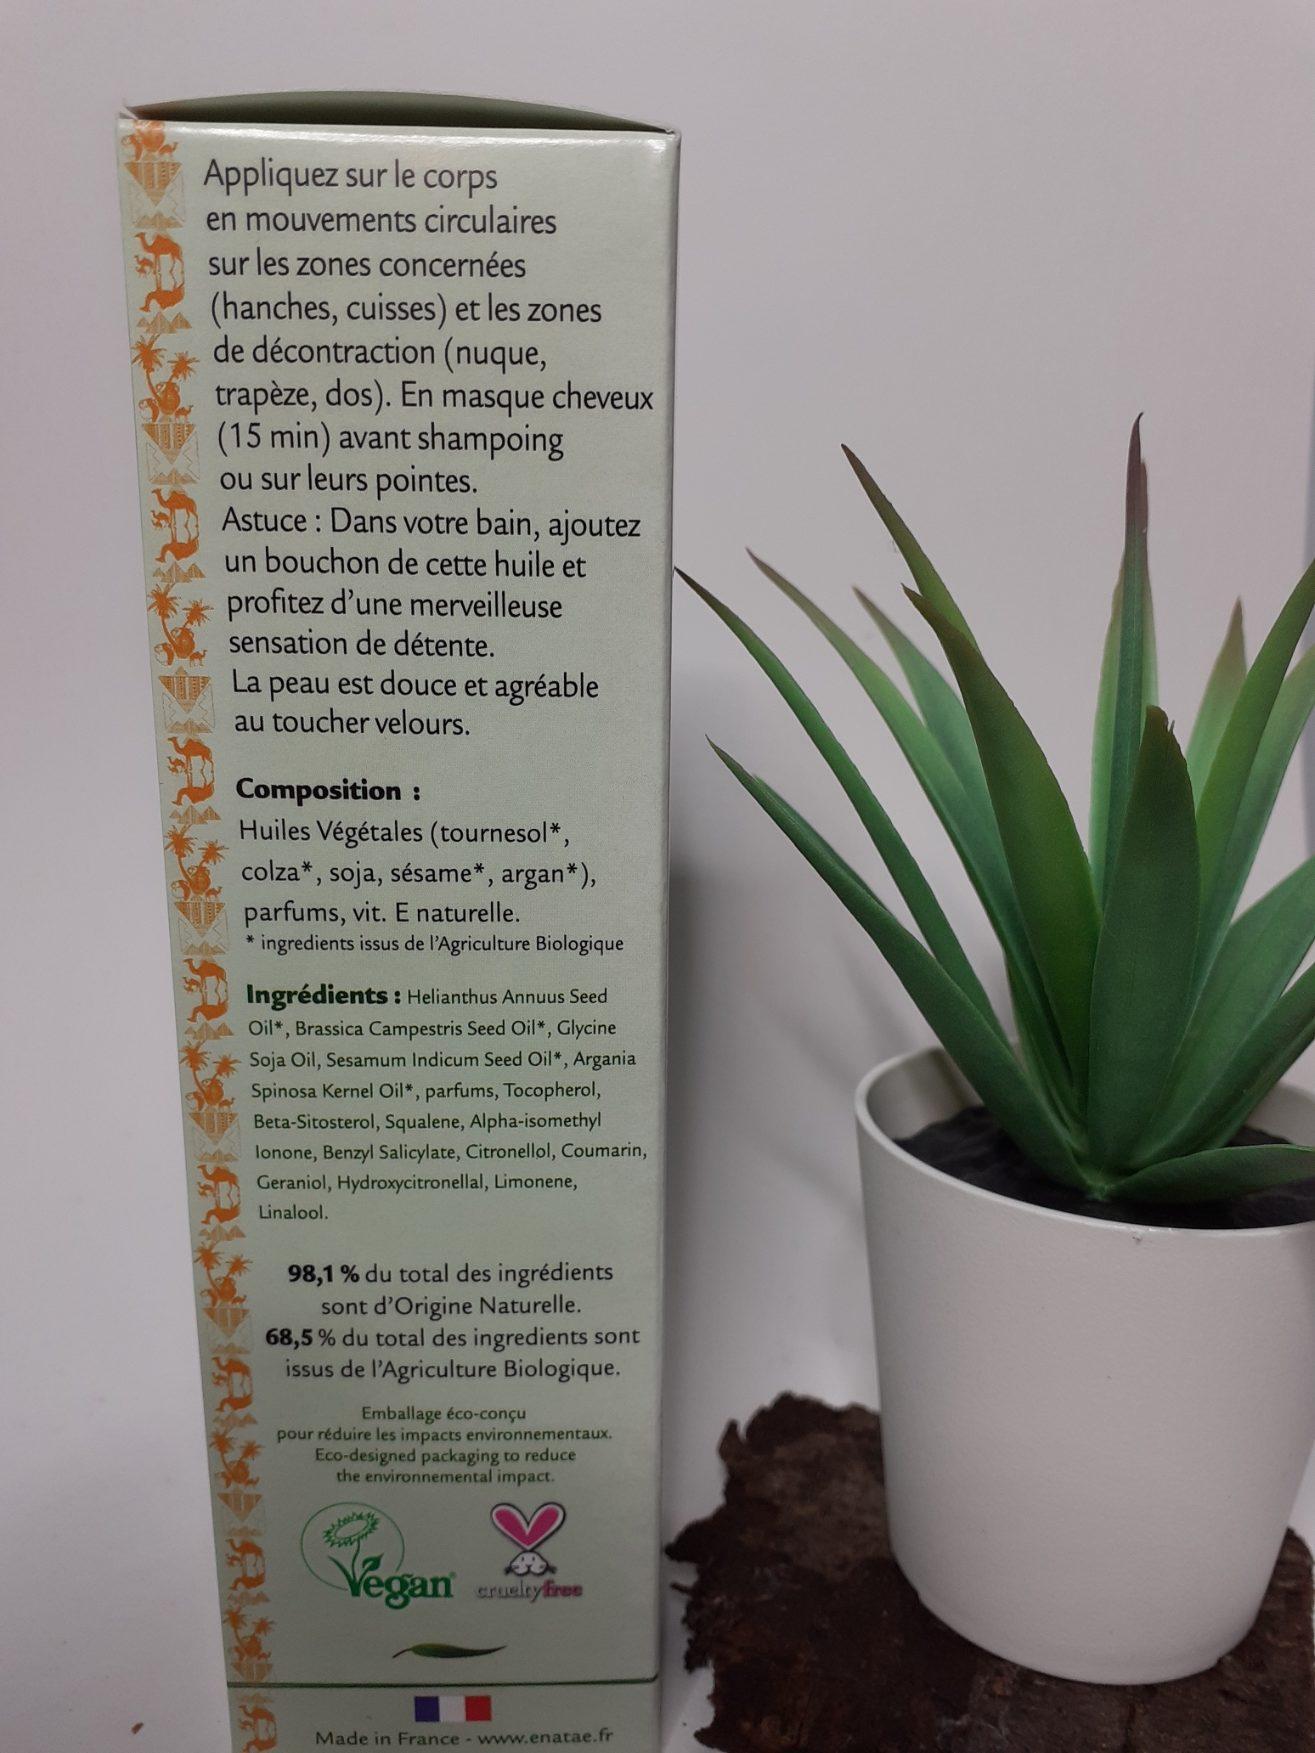 Appliquez sur le corps
en mouvements circulaires
sur les zones concernées
(hanches, cuisses) et les zones
de décontraction (nuque,
trapèze, dos). En masque cheveux
(15 min) avant shampoing
ou sur leurs pointes.
Astuce : Dans votre bain, ajoutez
un bouchon de cette huile et
profitez d'une merveilleuse
sensation de détente.
La peau est douce et agréable
au toucher velours.
Composition :
Huiles Végétales (tournesol*,
colza*, soja, sésame*, argan*),
parfums, vit. E naturelle.
* ingredients issus de l'Agriculture Biologique
Ingrédients : Helianthus Annuus Seed
Oil*, Brassica Campestris Seed Oil*, Glycine
Soja Oil, Sesamum Indicum Seed Oil*, Argania
Spinosa Kernel Oil*, parfums, Tocopherol,
Beta-Sitosterol, Squalene, Alpha-isomethyl
Ionone, Benzyl Salicylate, Citronellol, Coumarin,
Geraniol, Hydroxycitronellal, Limonene,
Linalool.
98,1 % du total des ingrédients
sont d'Origine Naturelle.
68,5 % du total des ingredients sont
issus de l'Agriculture Biologique.
Emballage éco-conçu
pour réduire les impacts environnementaux.
Eco-designed packaging to reduce
the environnemental impact.
Vegan
crueltyfree
Made in France - www.enatae.fr